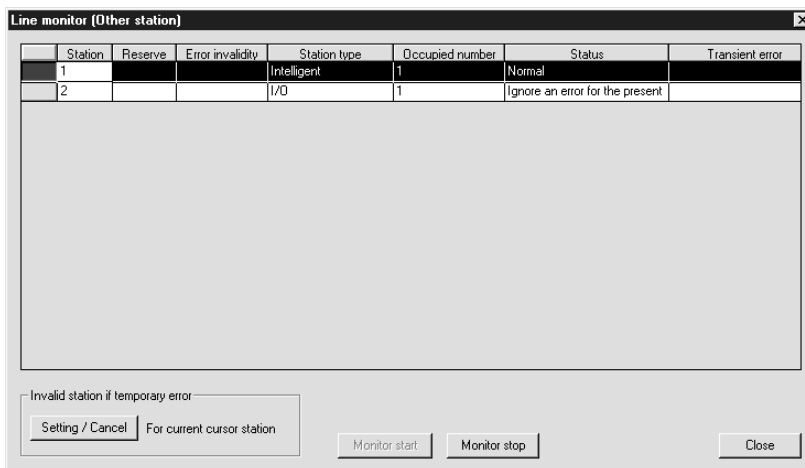 Line monitor (Other station)
Station Reserve Error invalidity Station type Occupied number Status Transient error
1 Intelligent 1 Normal
2 I/O 1 Ignore an error for the present
Invalid station if temporary error
Setting / Cancel For current cursor station
Monitor start Monitor stop Close